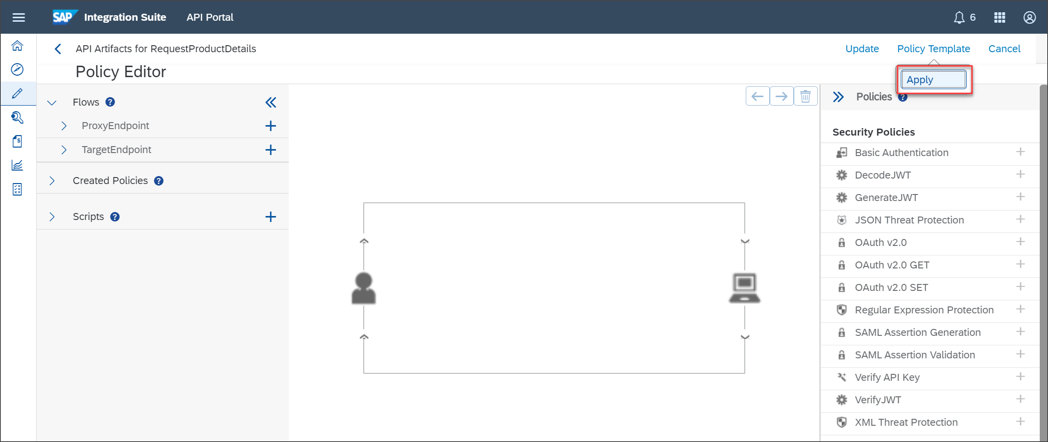 SAP Integration Suite API Portal 6
API Artifacts for RequestProductDetails
Update Policy Template Cancel
Policy Editor
Apply
Flows ?
ProxyEndpoint
TargetEndpoint
Created Policies ?
Scripts ?
Policies ?
Security Policies
Basic Authentication
DecodeJWT
GenerateJWT
JSON Threat Protection
OAuth v2.0
OAuth v2.0 GET
OAuth v2.0 SET
Regular Expression Protection
SAML Assertion Generation
SAML Assertion Validation
Verify API Key
VerifyJWT
XML Threat Protection